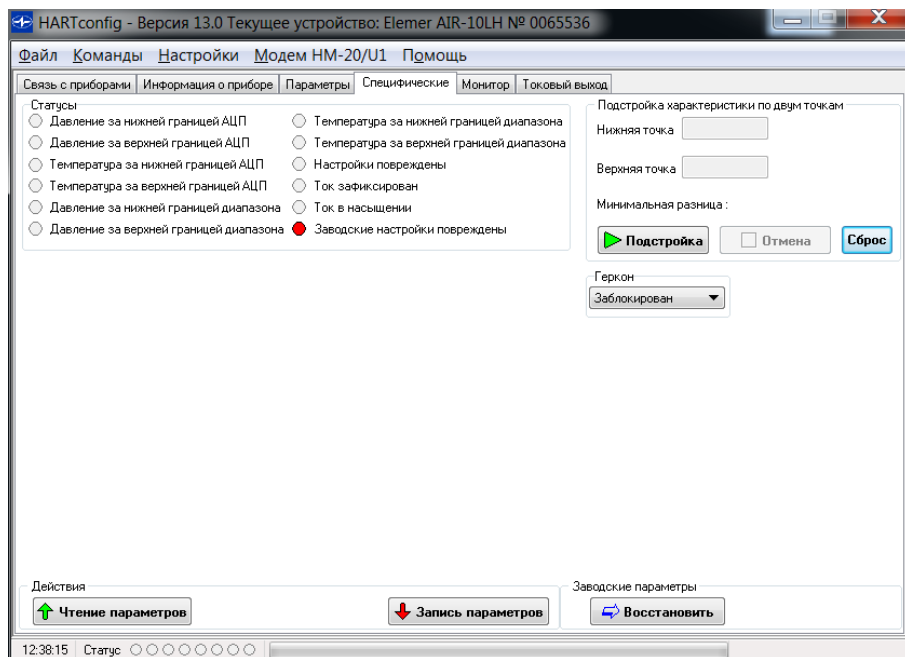 HARTconfig - Версия 13.0 Текущее устройство: Elemer AIR-10LH № 0065536
Файл Команды Настройки Модем HM-20/U1 Помощь
Связь с приборами Информация о приборе Параметры Специфические Монитор Токовый выход
Статусы
Давление за нижней границей АЦП
Давление за верхней границей АЦП
Температура за нижней границей АЦП
Температура за верхней границей АЦП
Давление за нижней границей диапазона
Давление за верхней границей диапазона
Температура за нижней границей диапазона
Температура за верхней границей диапазона
Настройки повреждены
Ток зафиксирован
Ток в насыщении
Заводские настройки повреждены
Подстройка характеристики по двум точкам
Нижняя точка
Верхняя точка
Минимальная разница :
Подстройка Отмена Сброс
Геркон
Заблокирован
Действия
Чтение параметров Запись параметров
Заводские параметры
Восстановить
12:38:15 Статус